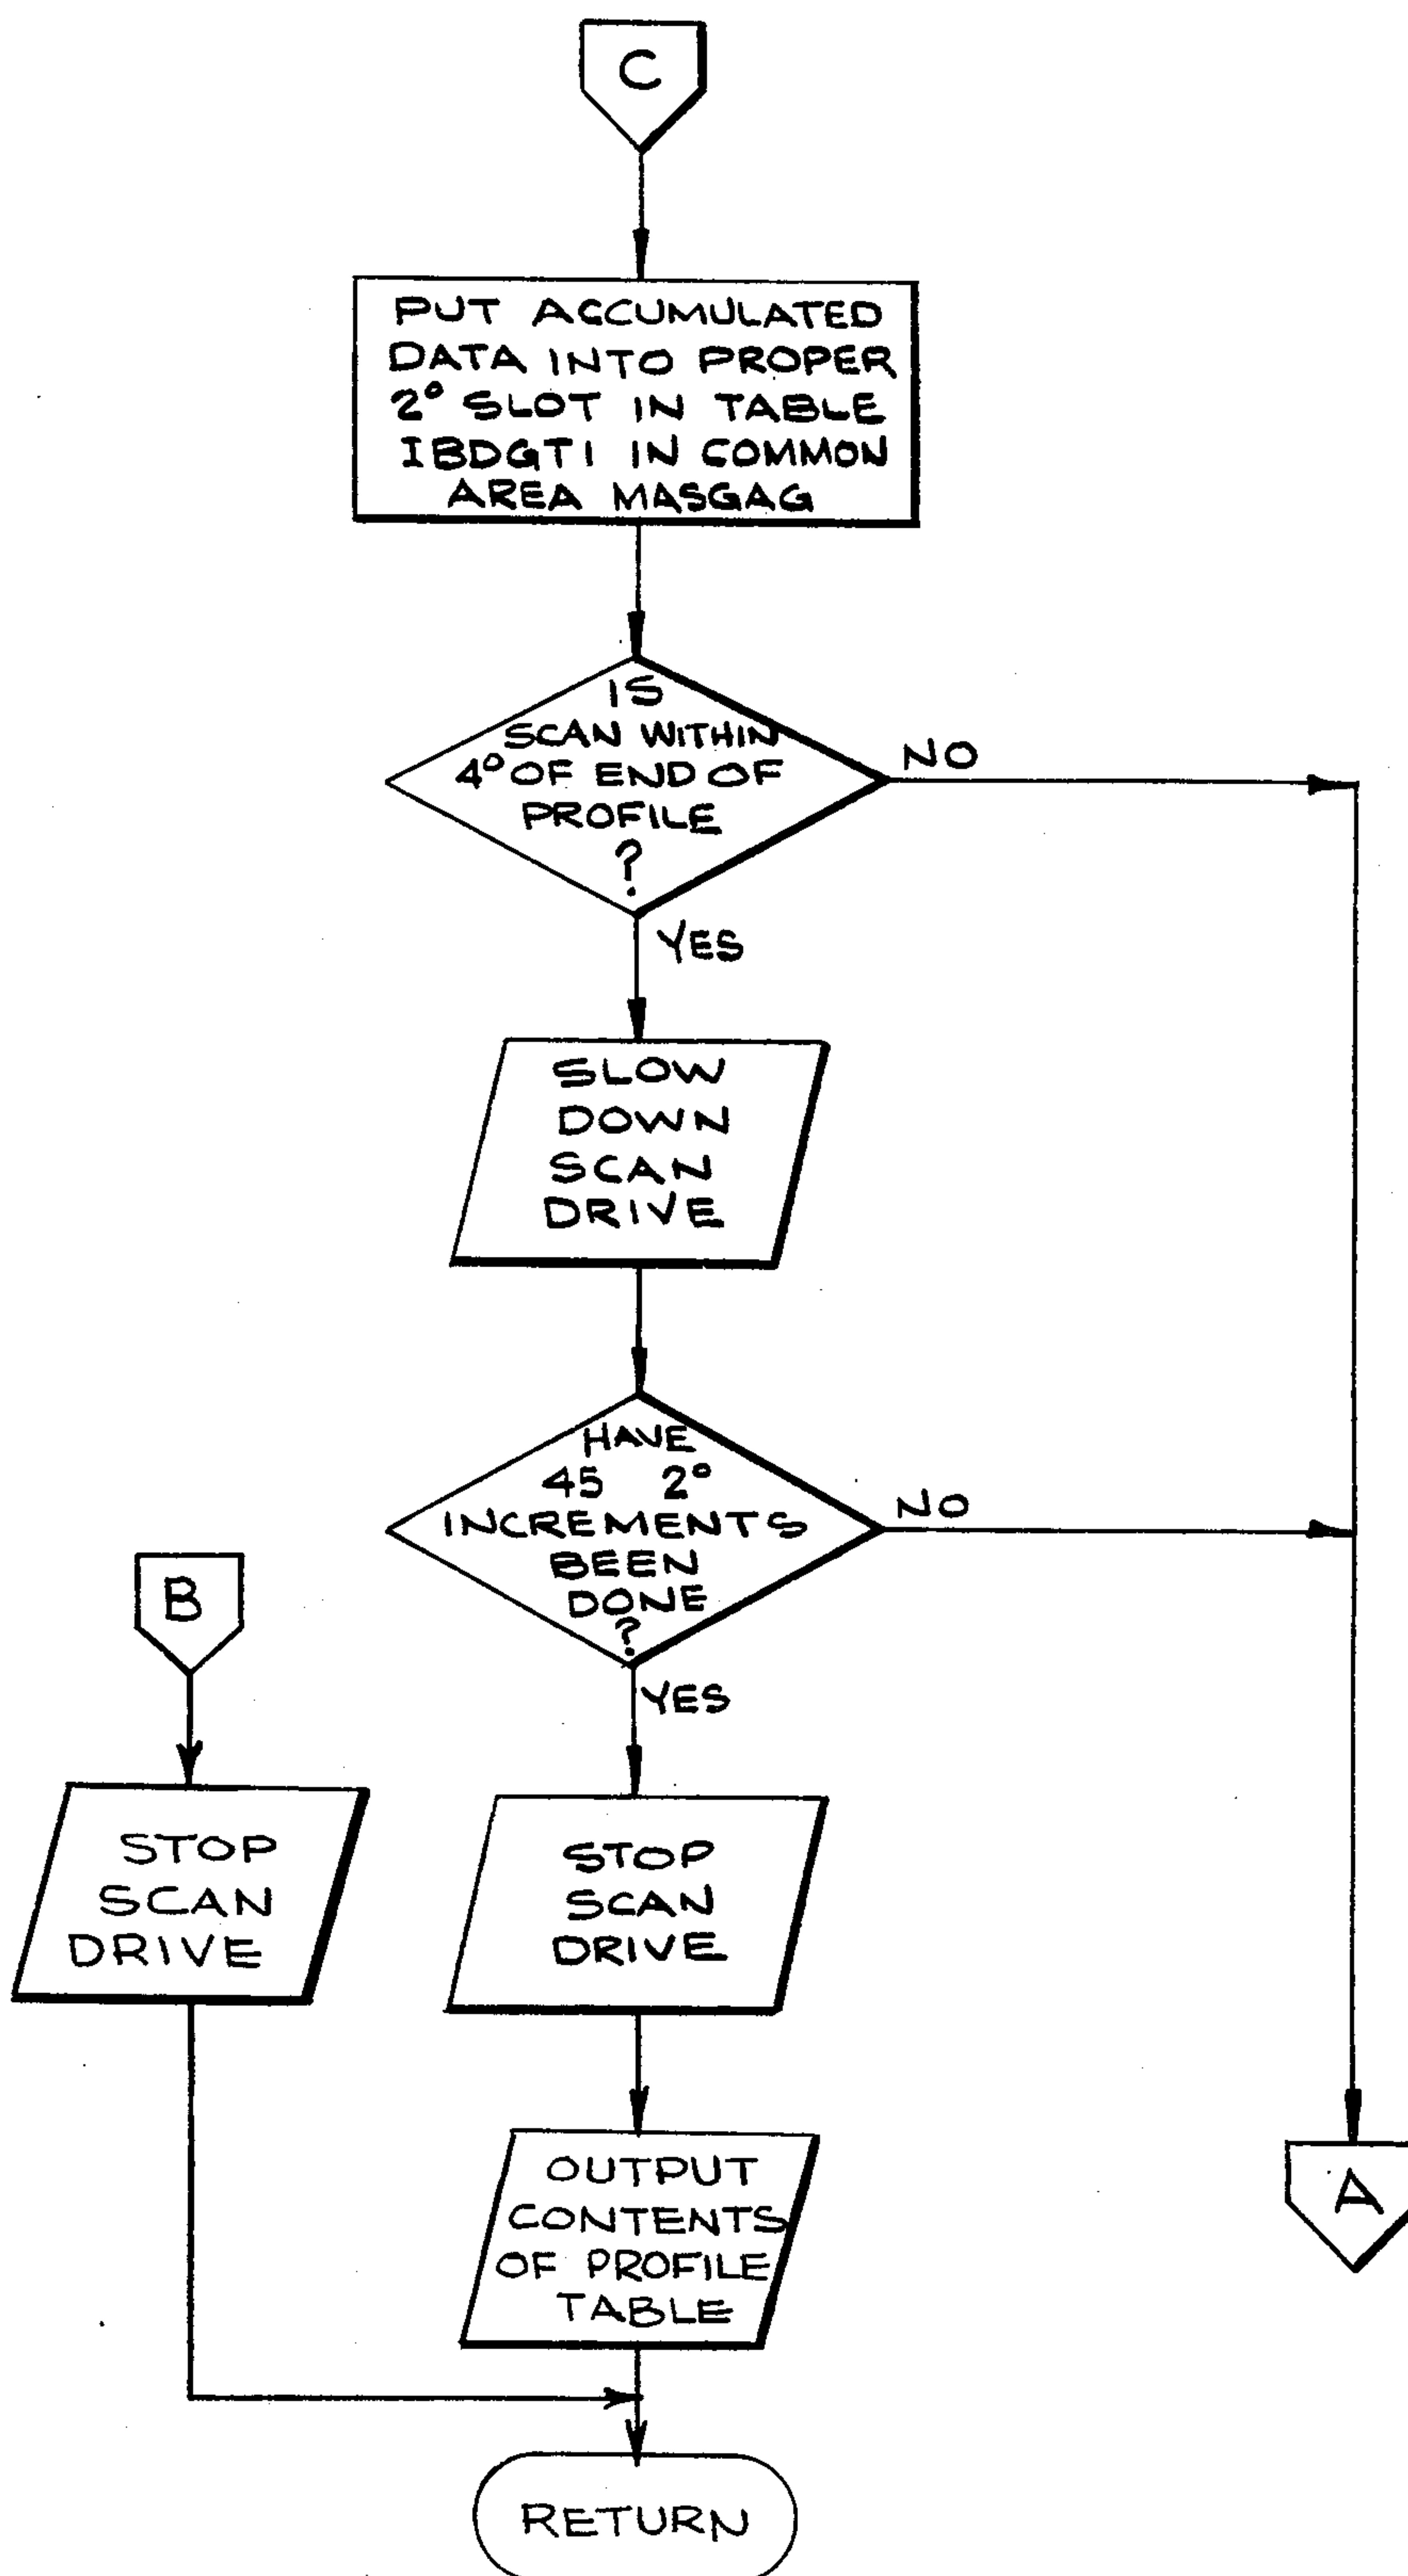 C
PUT ACCUMULATED
DATA INTO PROPER
2° SLOT IN TABLE
IBDGTI IN COMMON
AREA MASGAG
IS
SCAN WITHIN
4° OF END OF
PROFILE
?
NO
YES
SLOW
DOWN
SCAN
DRIVE
HAVE
45 2°
INCREMENTS
BEEN
DONE
?
NO
YES
B
STOP
SCAN
DRIVE
STOP
SCAN
DRIVE
OUTPUT
CONTENTS
OF PROFILE
TABLE
A
RETURN